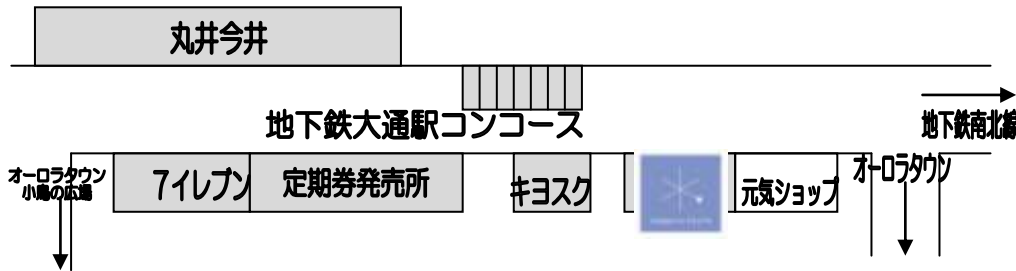 丸井今井
地下鉄大通駅コンコース
地下鉄南北線
オーロラタウン
小鳥の広場
7イレブン
定期券発売所
キヨスク
元気ショップ
オーロラタウン